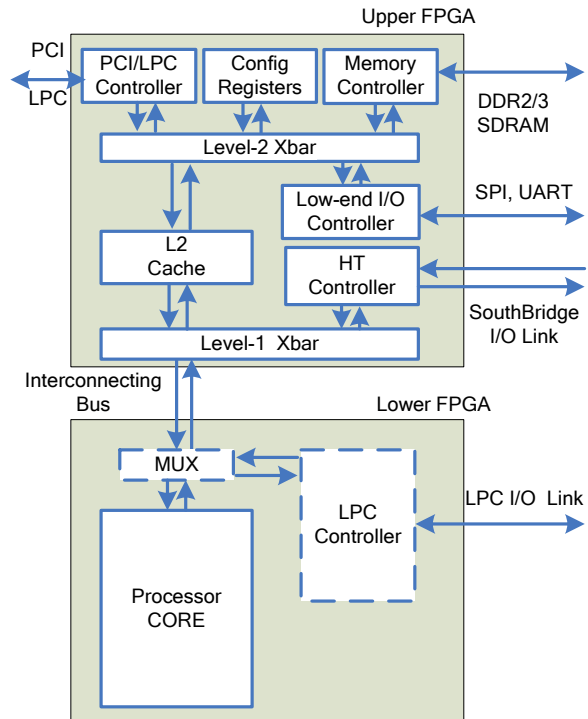 Upper FPGA
PCI
LPC
PCI/LPC
Controller
Config
Registers
Memory
Controller
DDR2/3
SDRAM
Level-2 Xbar
Low-end I/O
Controller
SPI, UART
L2
Cache
HT
Controller
SouthBridge
I/O Link
Level-1 Xbar
Interconnecting
Bus
Lower FPGA
MUX
LPC
Controller
LPC I/O Link
Processor
CORE